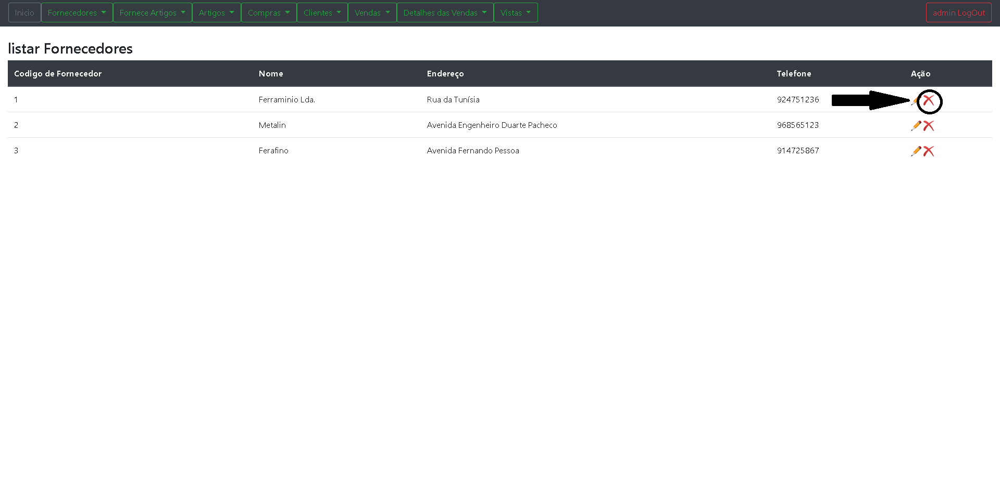 Inicio Fornecedores Fornece Artigos Artigos Compras Clientes Vendas Detalhes das Vendas Vistas admin LogOut
listar Fornecedores
Codigo de Fornecedor Nome Endereço Telefone Ação
1 Ferraminio Lda. Rua da Tunísia 924751236
2 Metalin Avenida Engenheiro Duarte Pacheco 968565123
3 Ferafino Avenida Fernando Pessoa 914725867